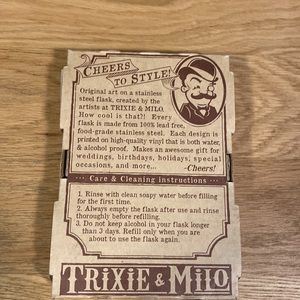 CHEERS
TO STYLE!
Original art on a stainless
steel flask, created by the
artists at TRIXIE & MILO.
How cool is that?! Every
flask is made from 100% lead free,
food-grade stainless steel. Each design is
printed on high-quality vinyl that is both water,
& alcohol proof. Makes an awesome gift for
weddings, birthdays, holidays, special
occasions, and more...
-Cheers!
Care & Cleaning instructions
1. Rinse with clean soapy water before filling
for the first time.
2. Always empty the flask after use and rinse
thoroughly before refilling.
3. Do not keep alcohol in your flask longer
than 3 days. Refill only when you are
about to use the flask again.
TRIXIE & MILO